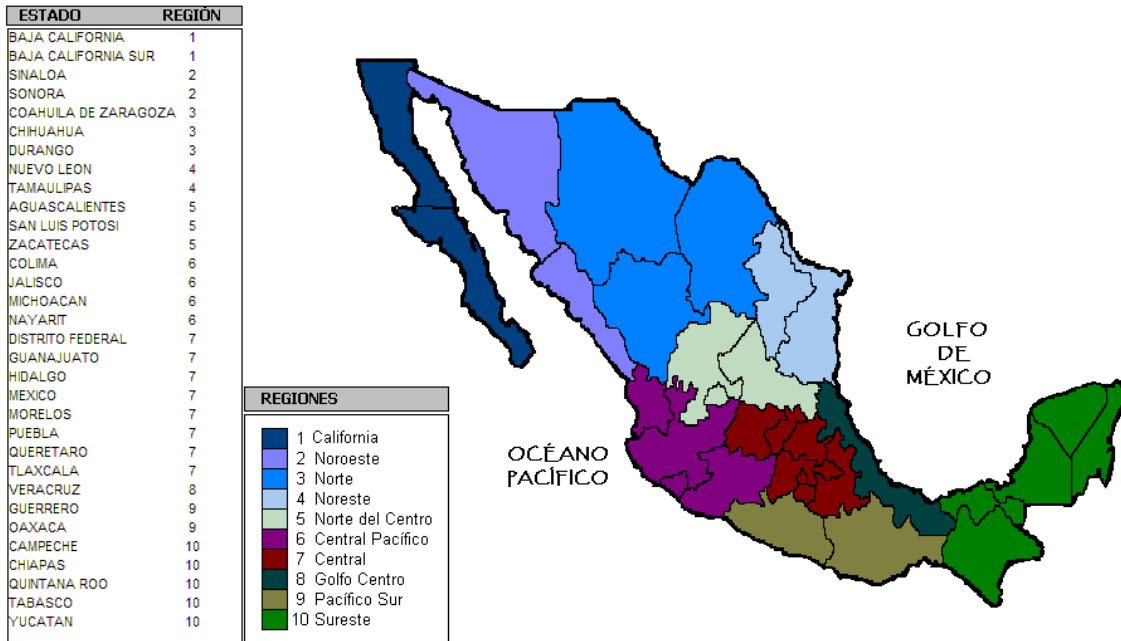 ESTADO REGIÓN
BAJA CALIFORNIA 1
BAJA CALIFORNIA SUR 1
SINALOA 2
SONORA 2
COAHUILA DE ZARAGOZA 3
CHIHUAHUA 3
DURANGO 3
NUEVO LEON 4
TAMAULIPAS 4
AGUASCALIENTES 5
SAN LUIS POTOSI 5
ZACATECAS 5
COLIMA 6
JALISCO 6
MICHOACAN 6
NAYARIT 6
DISTRITO FEDERAL 7
GUANAJUATO 7
HIDALGO 7
MEXICO 7
MORELOS 7
PUEBLA 7
QUERETARO 7
TLAXCALA 7
VERACRUZ 8
GUERRERO 9
OAXACA 9
CAMPECHE 10
CHIAPAS 10
QUINTANA ROO 10
TABASCO 10
YUCATAN 10
REGIONES
1 California
2 Noroeste
3 Norte
4 Noreste
5 Norte del Centro
6 Central Pacífico
7 Central
8 Golfo Centro
9 Pacífico Sur
10 Sureste
OCÉANO
PACÍFICO
GOLFO
DE
MÉXICO